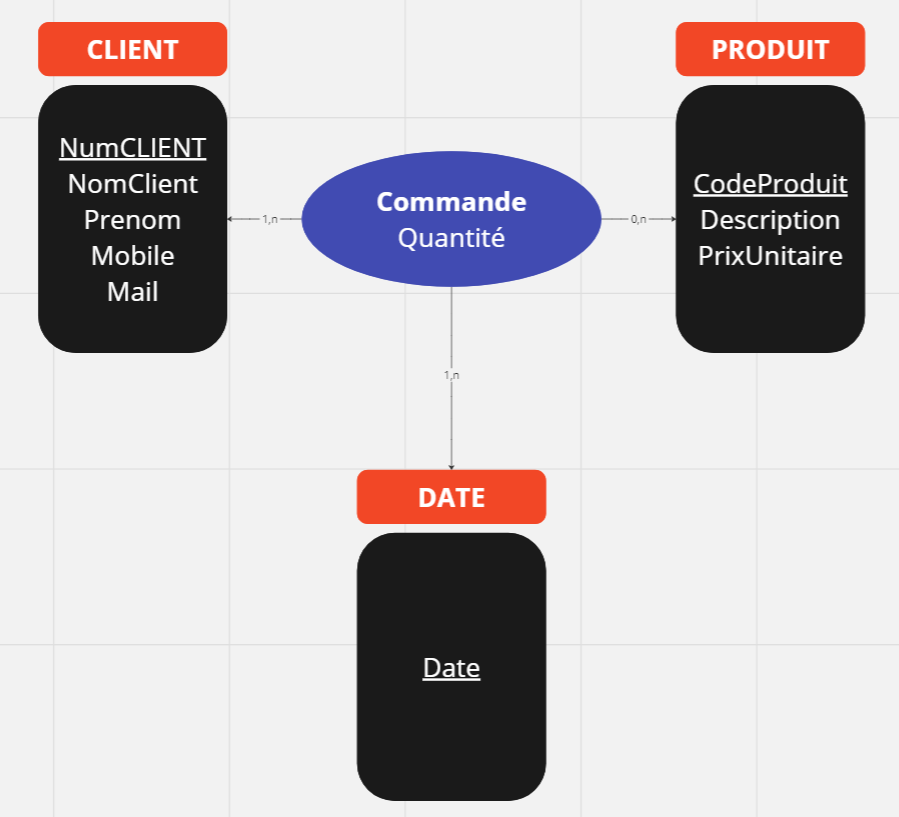 CLIENT
PRODUIT
NumCLIENT
NomClient
Prenom
Mobile
Mail
1,n
Commande
Quantité
0,n
CodeProduit
Description
PrixUnitaire
1,n
DATE
Date